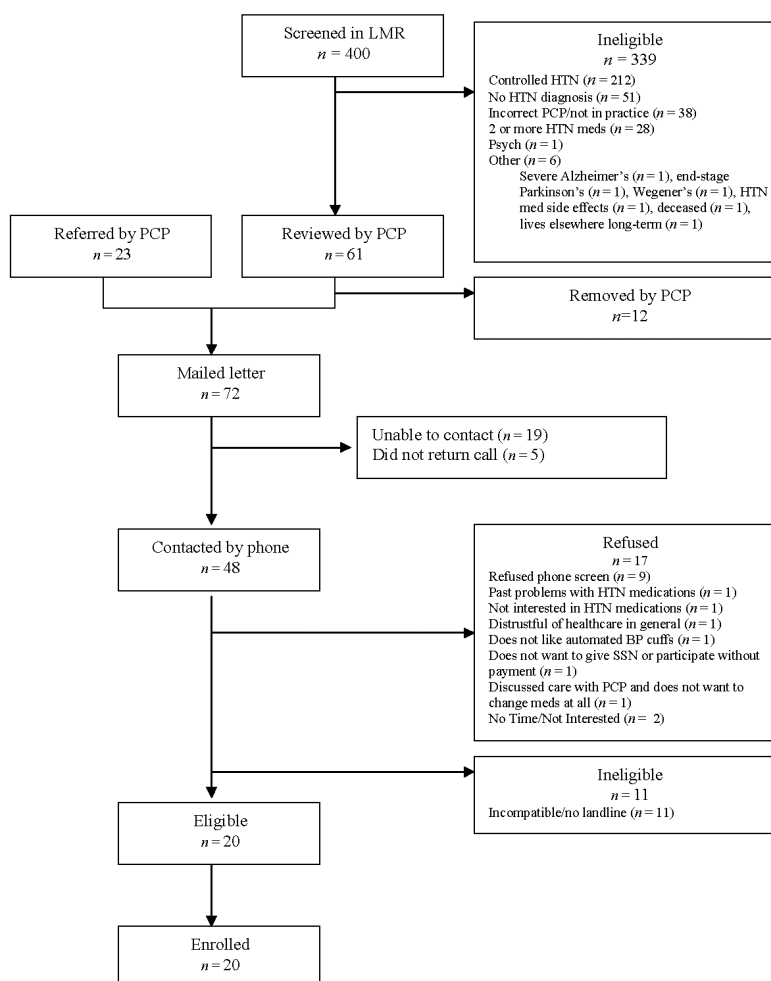 Screened in LMR
n = 400
Ineligible
n = 339
Controlled HTN (n = 212)
No HTN diagnosis (n = 51)
Incorrect PCP/not in practice (n = 38)
2 or more HTN meds (n = 28)
Psych (n = 1)
Other (n = 6)
Severe Alzheimer's (n = 1), end-stage
Parkinson's (n = 1), Wegener's (n = 1), HTN
med side effects (n = 1), deceased (n = 1),
lives elsewhere long-term (n = 1)
Referred by PCP
n = 23
Reviewed by PCP
n = 61
Removed by PCP
n=12
Mailed letter
n = 72
Unable to contact (n = 19)
Did not return call (n = 5)
Contacted by phone
n = 48
Refused
n = 17
Refused phone screen (n = 9)
Past problems with HTN medications (n = 1)
Not interested in HTN medications (n = 1)
Distrustful of healthcare in general (n = 1)
Does not like automated BP cuffs (n = 1)
Does not want to give SSN or participate without
payment (n = 1)
Discussed care with PCP and does not want to
change meds at all (n = 1)
No Time/Not Interested (n = 2)
Ineligible
n = 11
Incompatible/no landline (n = 11)
Eligible
n = 20
Enrolled
n = 20